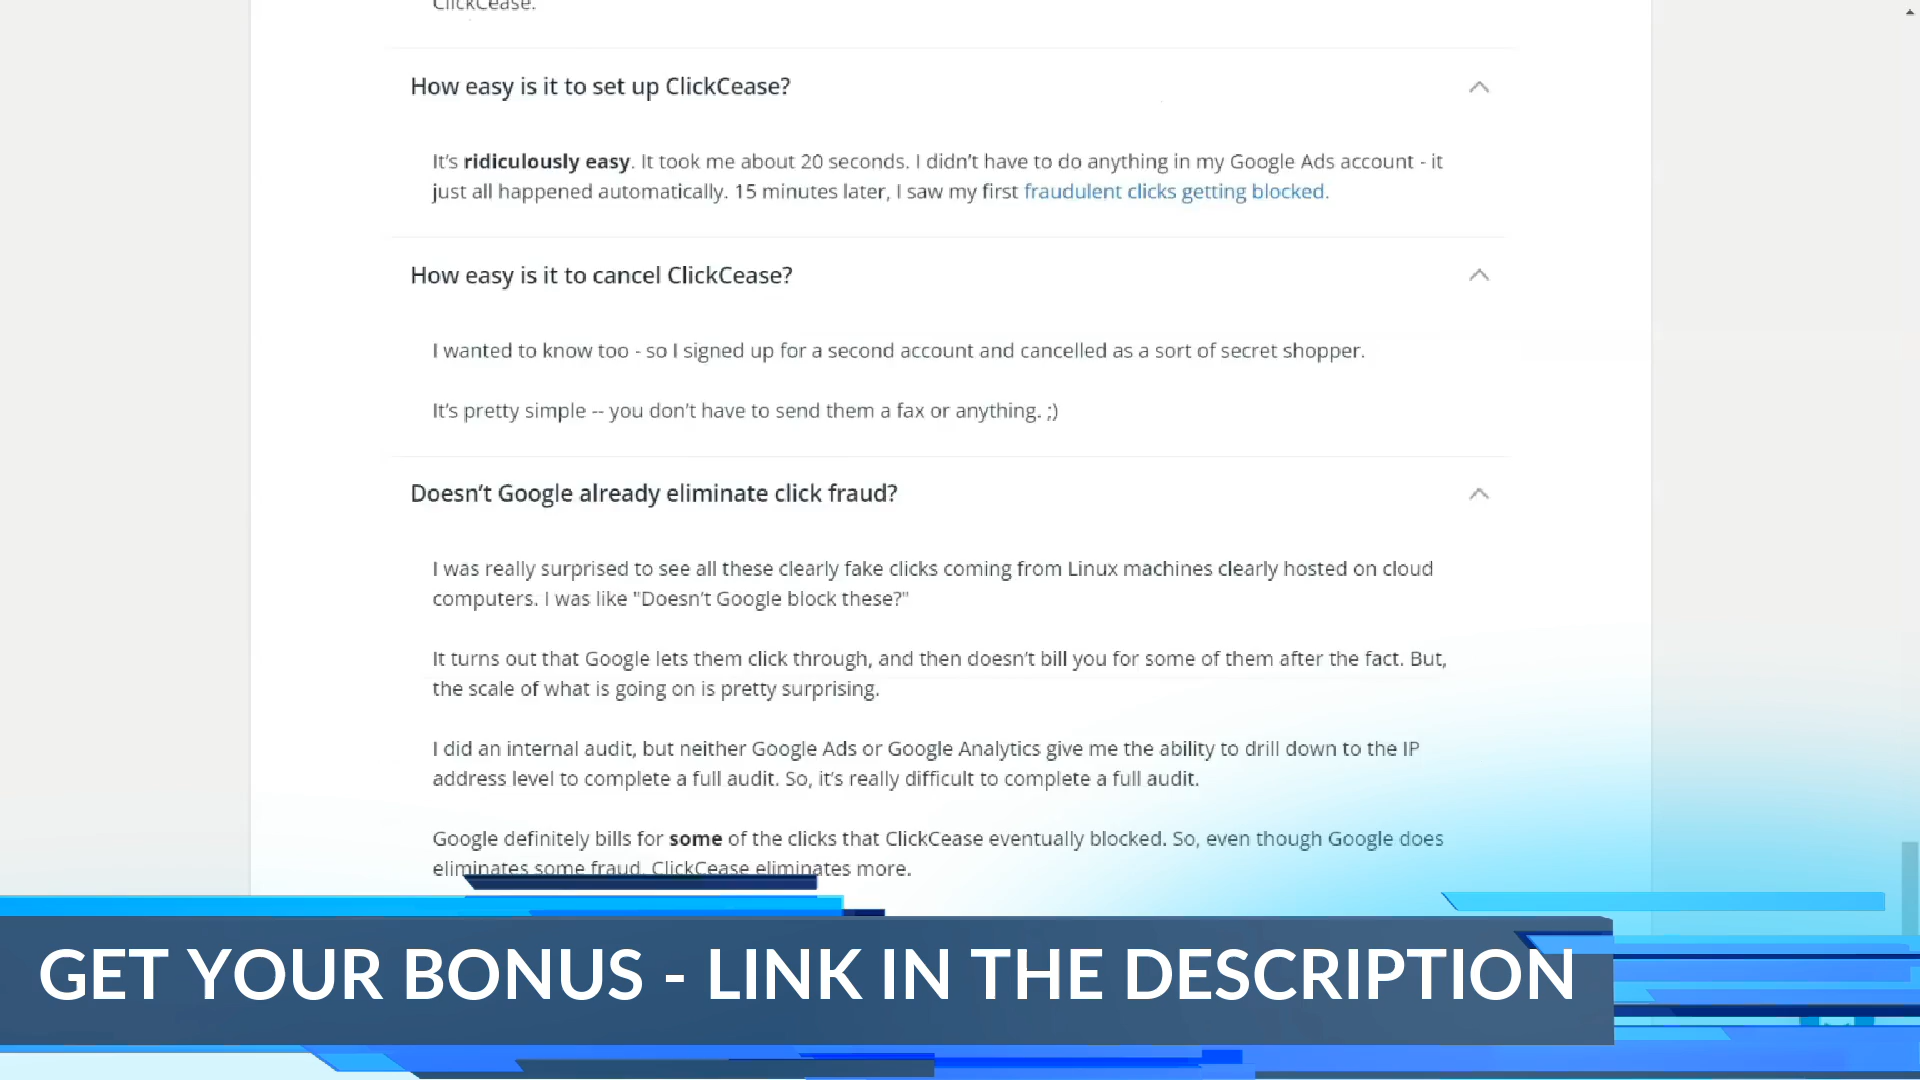 ClickCease.
How easy is it to set up ClickCease?
It's ridiculously easy. It took me about 20 seconds. I didn't have to do anything in my Google Ads account - it
just all happened automatically. 15 minutes later, I saw my first fraudulent clicks getting blocked.
How easy is it to cancel ClickCease?
I wanted to know too - so I signed up for a second account and cancelled as a sort of secret shopper.
It's pretty simple -- you don't have to send them a fax or anything. ;)
Doesn't Google already eliminate click fraud?
I was really surprised to see all these clearly fake clicks coming from Linux machines clearly hosted on cloud
computers. I was like "Doesn't Google block these?"
It turns out that Google lets them click through, and then doesn't bill you for some of them after the fact. But,
the scale of what is going on is pretty surprising.
I did an internal audit, but neither Google Ads or Google Analytics give me the ability to drill down to the IP
address level to complete a full audit. So, it's really difficult to complete a full audit.
Google definitely bills for some of the clicks that ClickCease eventually blocked. So, even though Google does
eliminates some fraud, ClickCease eliminates more.
GET YOUR BONUS - LINK IN THE DESCRIPTION